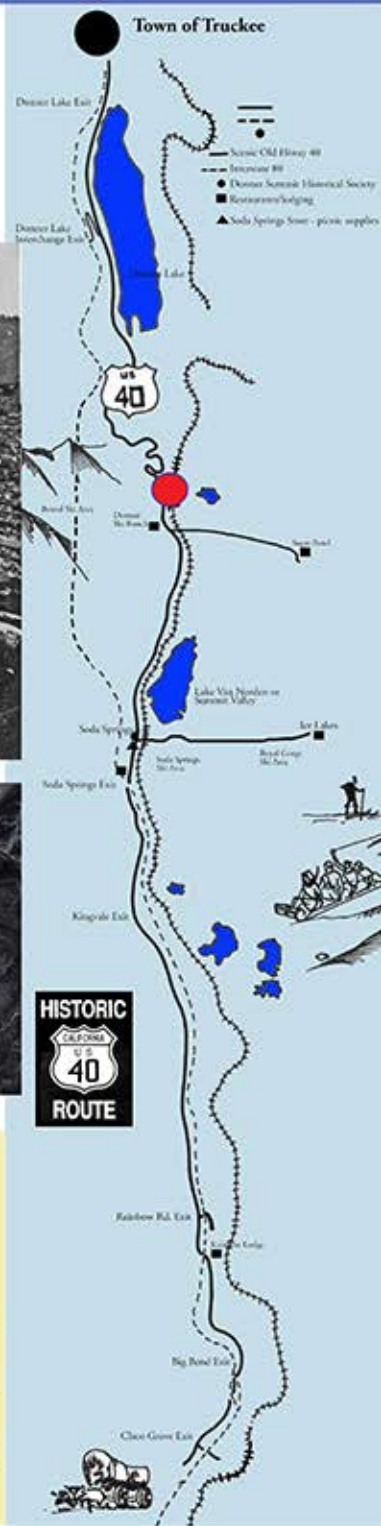 Town of Truckee
Donner Lake Exit
Scenic Old Hiway 40
Interstate 80
Donner Summit Historical Society
Restaurants/lodging
Soda Springs Store - picnic supplies
Donner Lake
Interchange Exit
Donner Lake
US
40
Boreal Ski Area
Donner
Ski Ranch
Lake Van Norden or
Summit Valley
Soda Springs
Ice Lakes
Soda Springs
Ski Area
Royal Gorge
Ski Area
Soda Springs Exit
Kingvale Exit
HISTORIC
CALIFORNIA
US
40
ROUTE
Rainbow Rd. Exit
Lodge
Big Bend Exit
Cisco Grove Exit